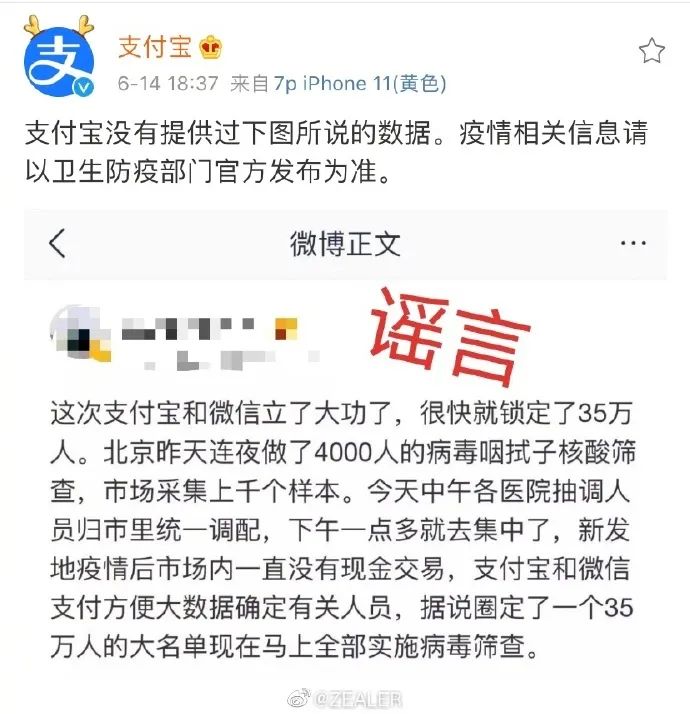 支
支付宝
6-14 18:37 来自 7p iPhone 11(黄色)
支付宝没有提供过下图所说的数据。疫情相关信息请
以卫生防疫部门官方发布为准。
微博正文
谣言
这次支付宝和微信立了大功了，很快就锁定了35万
人。北京昨天连夜做了4000人的病毒咽拭子核酸筛
查，市场采集上千个样本。今天中午各医院抽调人
员归市里统一调配，下午一点多就去集中了，新发
地疫情后市场内一直没有现金交易，支付宝和微信
支付方便大数据确定有关人员，据说圈定了一个35
万人的大名单现在马上全部实施病毒筛查。
@ZEALER